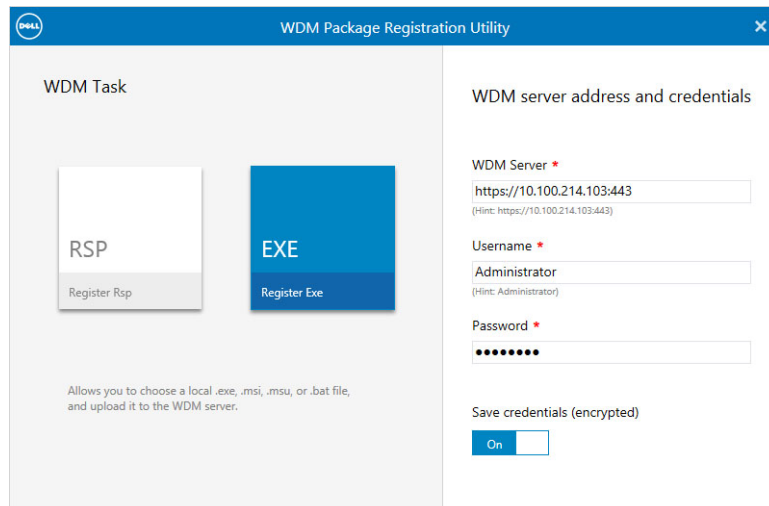 DELL
WDM Package Registration Utility
WDM Task
RSP
Register Rsp
EXE
Register Exe
Allows you to choose a local .exe, .msi, .msu, or .bat file,
and upload it to the WDM server.
WDM server address and credentials
WDM Server *
https://10.100.214.103:443
(Hint: https://10.100.214.103:443)
Username *
Administrator
(Hint: Administrator)
Password *
••••••••
Save credentials (encrypted)
On